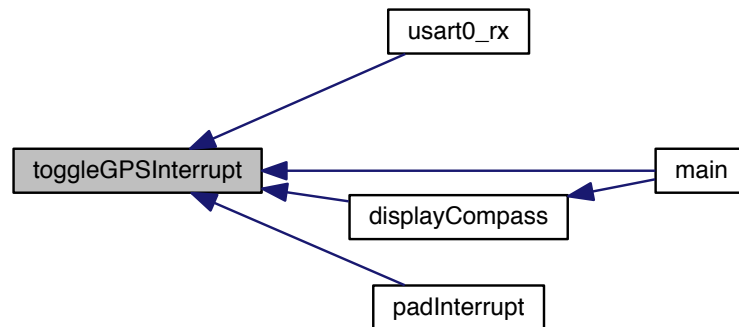 usart0_rx
toggleGPSInterrupt
main
displayCompass
padInterrupt